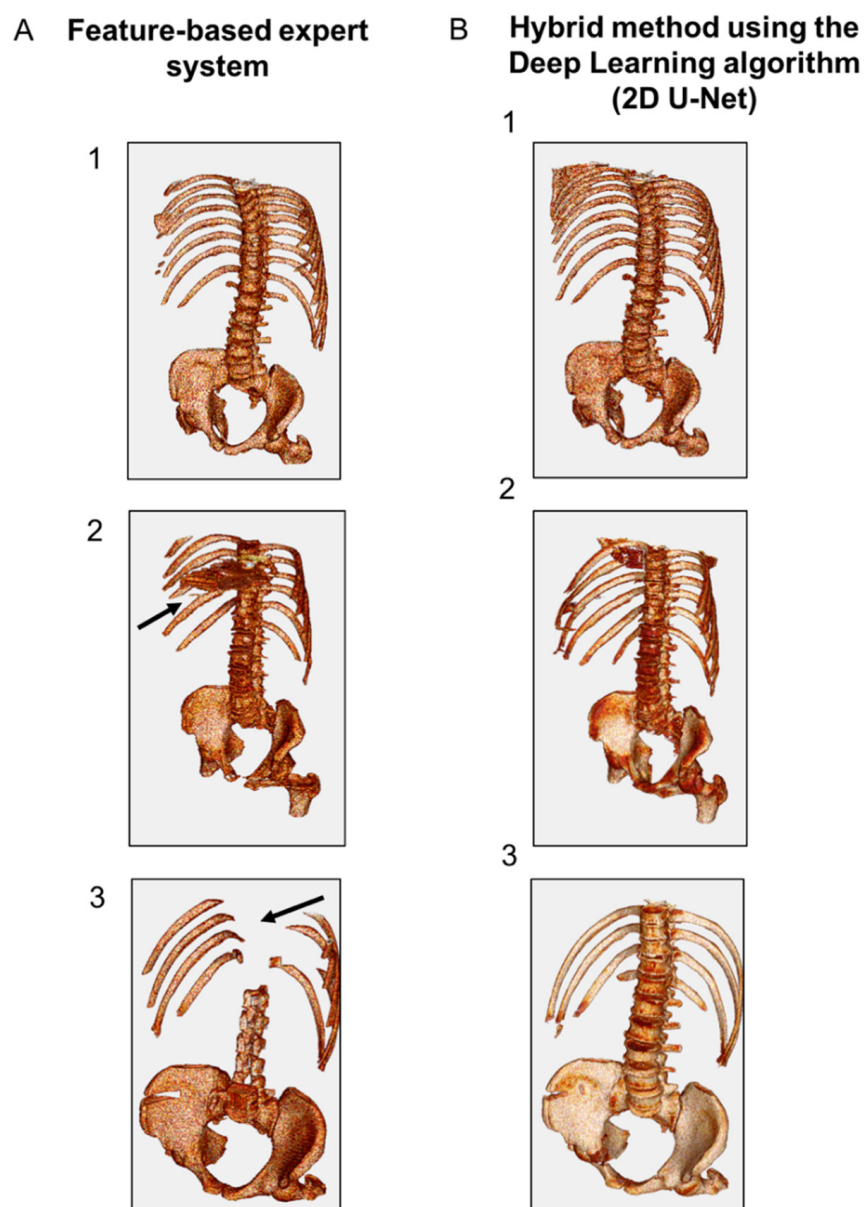 A Feature-based expert
system
B Hybrid method using the
Deep Learning algorithm
(2D U-Net)
1
1
2
2
3
3